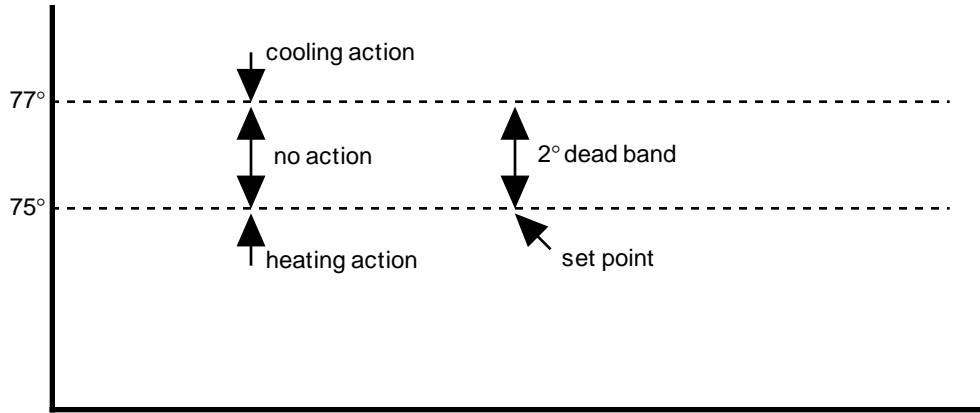 cooling action
77°
no action
2° dead band
75°
heating action
set point